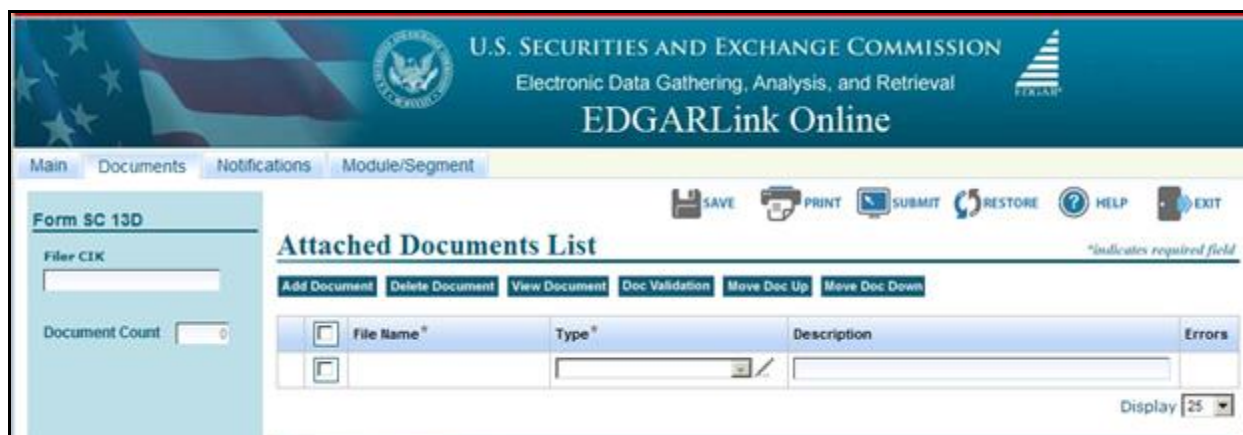 U.S. SECURITIES AND EXCHANGE COMMISSION
Electronic Data Gathering, Analysis, and Retrieval
EDGARLink Online
EDGAR®
Main Documents Notifications Module/Segment
SAVE PRINT SUBMIT RESTORE HELP EXIT
Form SC 13D
Filer CIK
Document Count 0
Attached Documents List
*indicates required field
Add Document Delete Document View Document Doc Validation Move Doc Up Move Doc Down
File Name* Type* Description Errors
Display 25